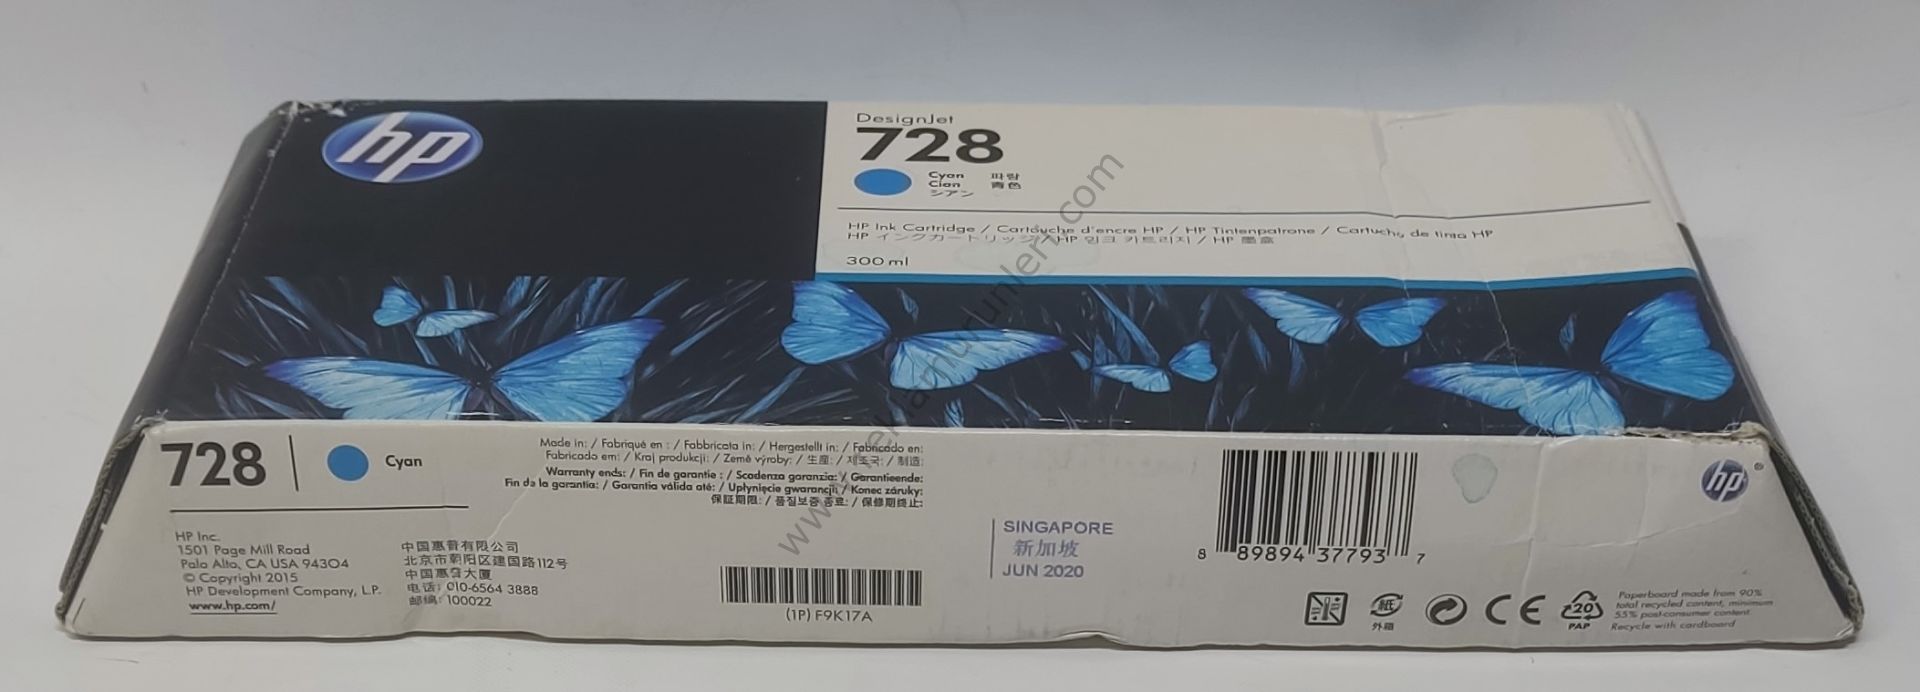 hp
DesignJet
728
Cyan 파랑
Cian 青色
シアン
HP Ink Cartridge / Cartouche d'encre HP / HP Tintenpatrone / Cartucho de tinta HP
HP インクカートリッジ / HP 잉크 카트리지 / HP 墨盒
300 ml
728
Cyan
Made in: / Fabriqué en : / Fabbricato in: / Hergestellt in: / Fabricado en:
Fabricado em: / Kraj produkcji: / Země výroby: / 生産: / 제조국: / 制造:
Warranty ends: / Fin de garantie : / Scadenza garanzia: / Garantieende:
Fin de la garantía: / Garantia válida até: / Upłynięcie gwarancji: / Konec záruky:
保証期限: / 품질보증 종료: / 保修期终止:
SINGAPORE
新加坡
JUN 2020
8 89894 37793 7
hp®
HP Inc.
1501 Page Mill Road
Palo Alto, CA USA 94304
© Copyright 2015
HP Development Company, L.P.
www.hp.com/
中国惠普有限公司
北京市朝阳区建国路112号
中国惠普大厦
电话: 010-6564 3888
邮编: 100022
(1P) F9K17A
紙
外箱
CE
20
PAP
Paperboard made from 90%
total recycled content, minimum
55% post-consumer content.
Recycle with cardboard